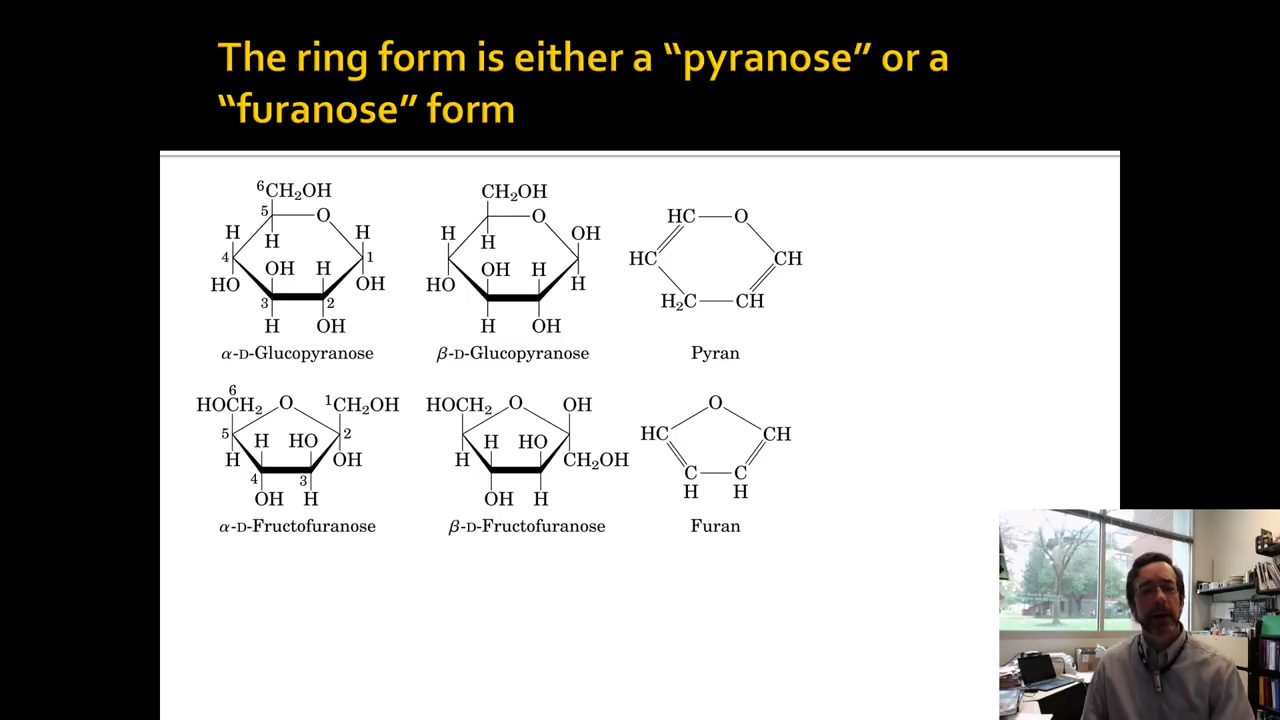 The ring form is either a “pyranose” or a
“furanose” form
6CH2OH
5
O
H
H
H
4
OH
H
1
HO
OH
3
2
H
OH
α-D-Glucopyranose
CH2OH
O
H
H
OH
OH
H
HO
H
H
OH
β-D-Glucopyranose
HC
O
HC
CH
H2C
CH
Pyran
6
HOCH2
O
1CH2OH
5
H
HO
2
H
OH
4
3
OH
H
α-D-Fructofuranose
HOCH2
O
OH
H
HO
H
CH2OH
OH
H
β-D-Fructofuranose
O
HC
CH
C
C
H
H
Furan